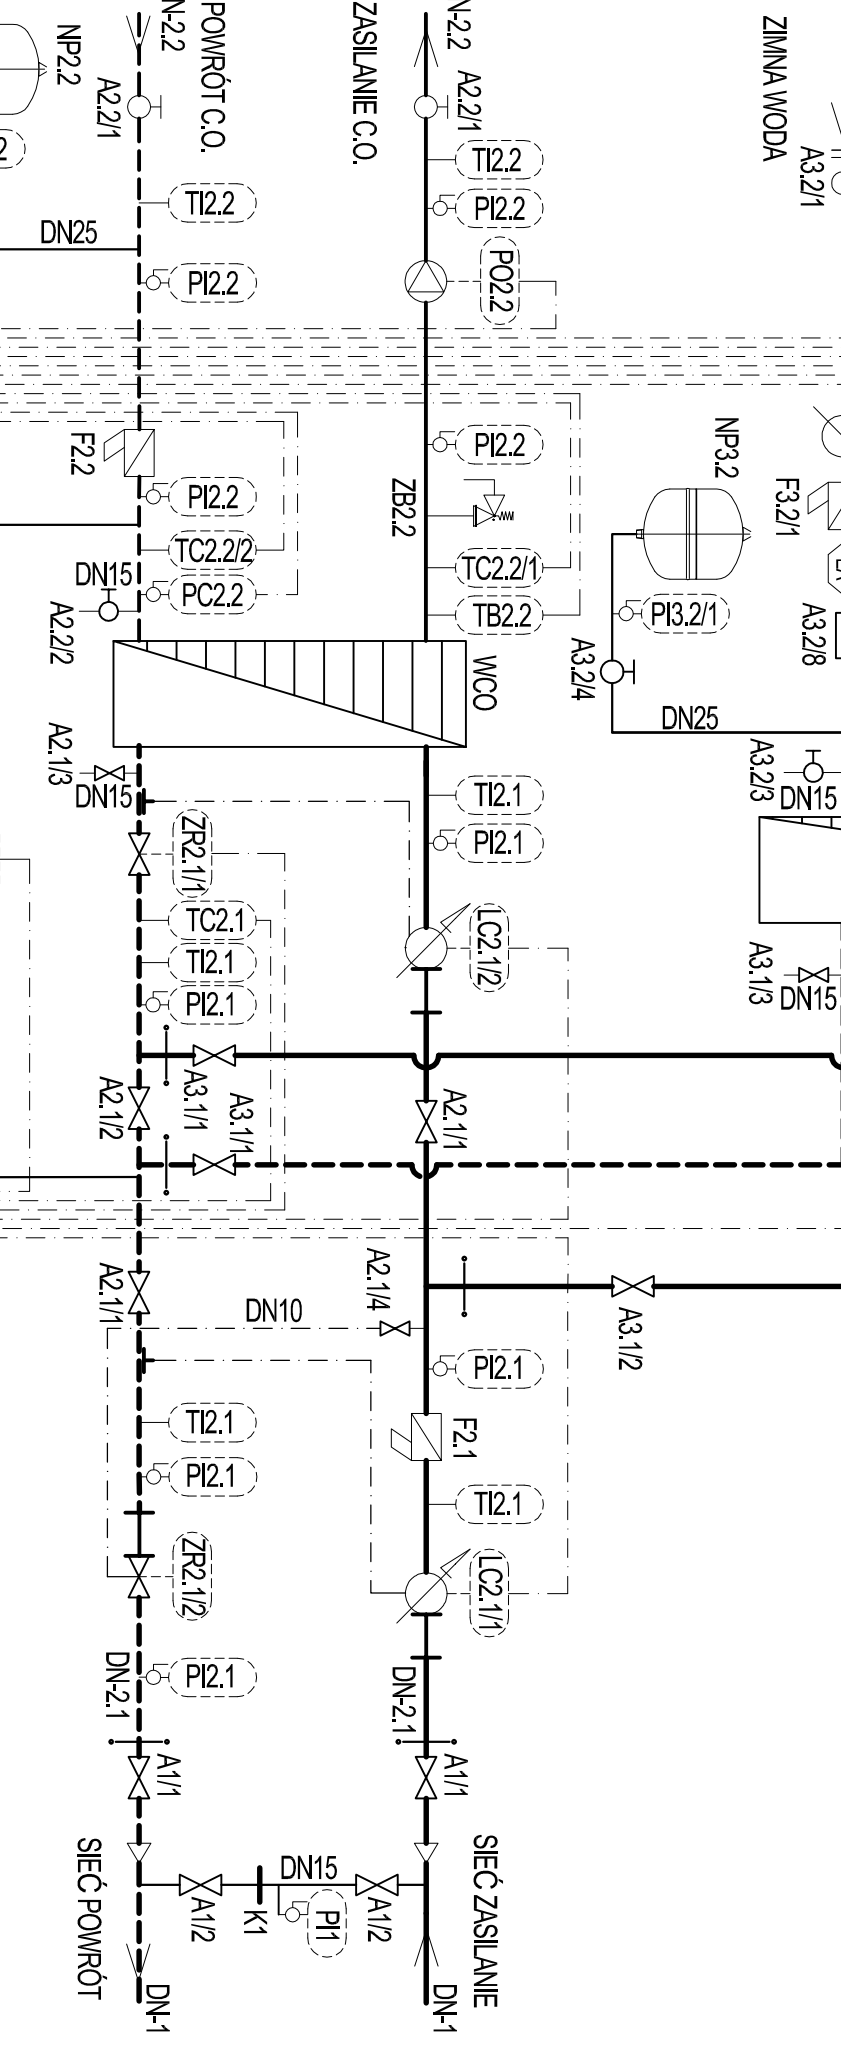 ZIMNA WODA
A3.2/1
N-2.2
ZASILANIE C.O.
A2.2/1
TI2.2
PI2.2
PO2.2
N-2.2
POWRÓT C.O.
NP2.2
A2.2/1
2
TI2.2
DN25
PI2.2
F2.2
PI2.2
TC2.2/2
DN15
PC2.2
A2.2/2
PI2.2
ZB2.2
TC2.2/1
TB2.2
WCO
NP3.2
F3.2/1
PI3.2/1
A3.2/8
A3.2/4
DN25
A3.2/3
DN15
A3.1/3
DN15
A2.1/3
DN15
TI2.1
PI2.1
ZR2.1/1
LC2.1/2
TC2.1
TI2.1
PI2.1
A3.1/1
A2.1/2
A3.1/1
A2.1/1
A2.1/1
A2.1/4
DN10
A3.1/2
PI2.1
F2.1
TI2.1
TI2.1
PI2.1
ZR2.1/2
LC2.1/1
PI2.1
DN-2.1
DN-2.1
A1/1
A1/1
SIEĆ POWRÓT
SIEĆ ZASILANIE
DN15
A1/2
K1
PI1
A1/2
DN-1
DN-1